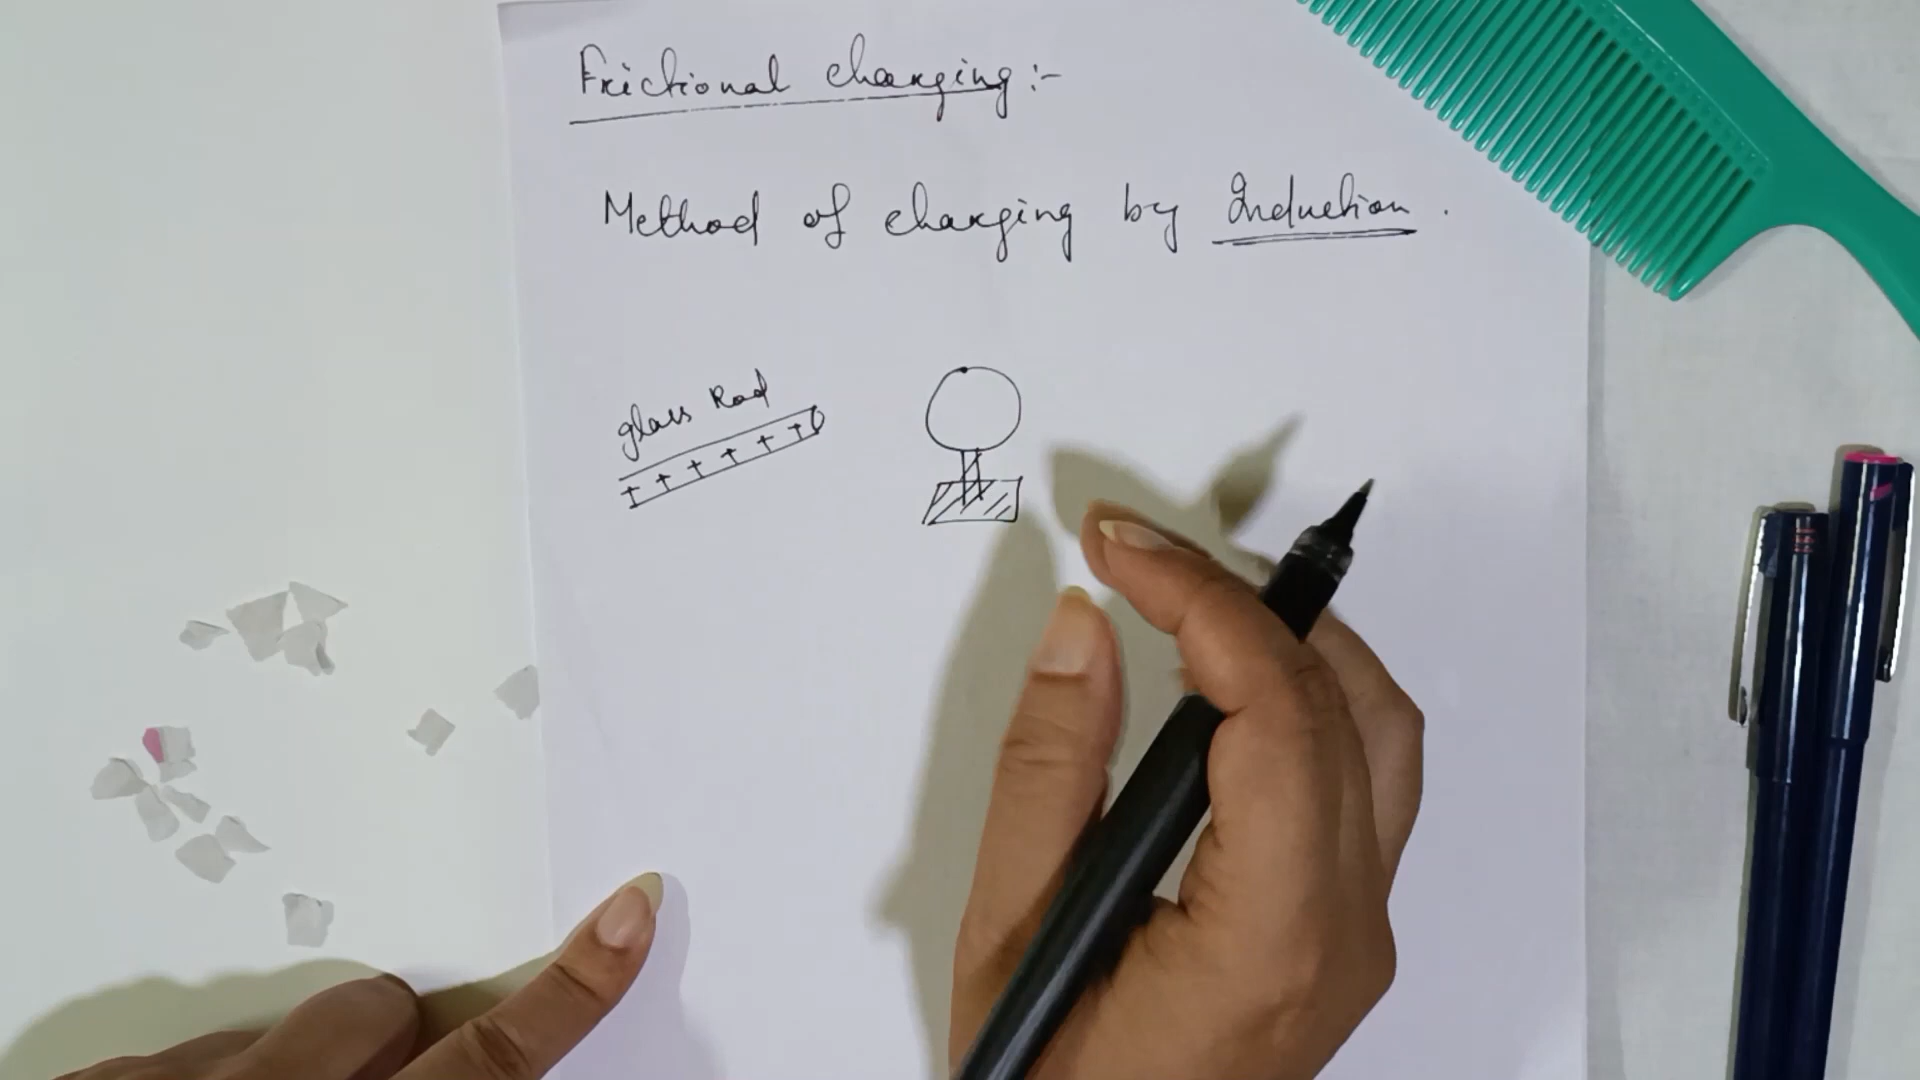 Frictional charging :-
Method of charging by Induction .
glass Rod
+ + + + + +